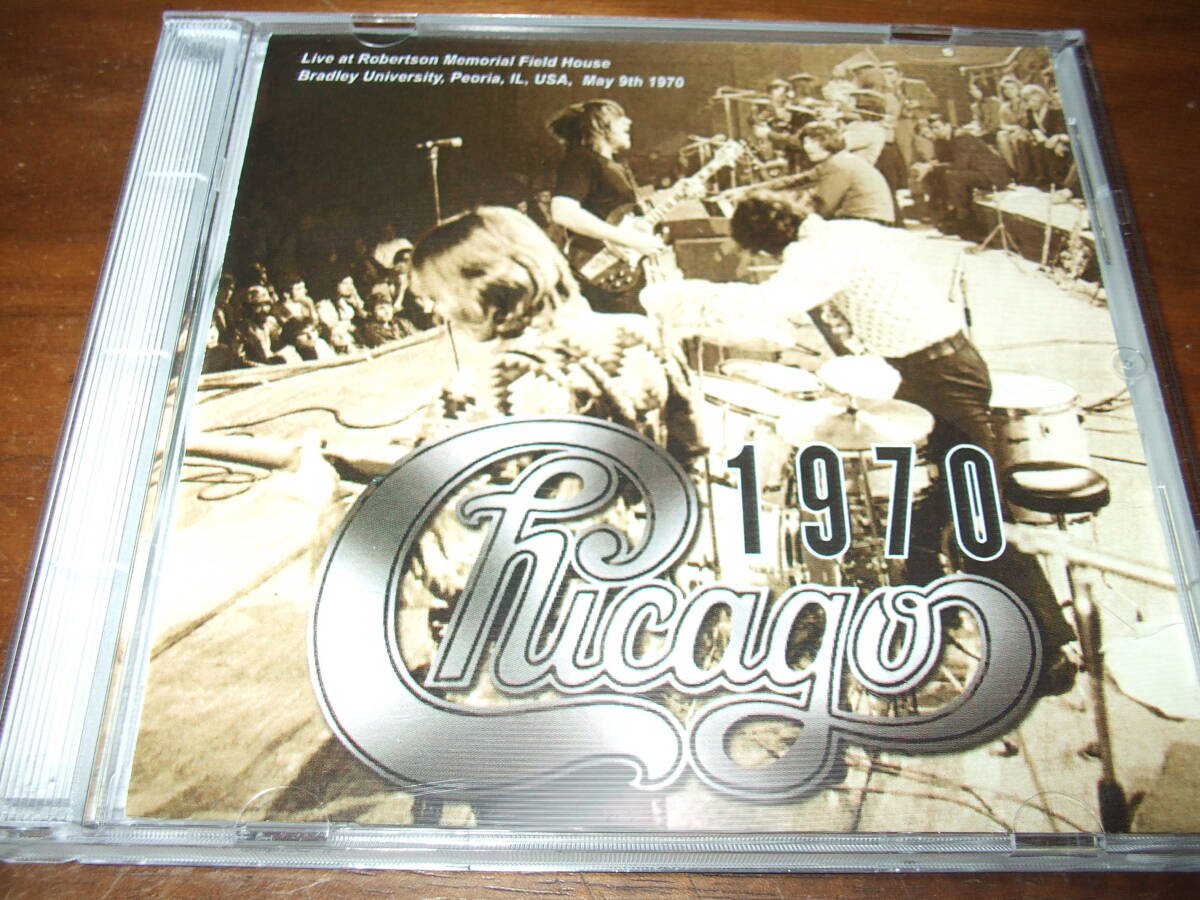 Live at Robertson Memorial Field House
Bradley University, Peoria, IL, USA, May 9th 1970
1970
Chicago